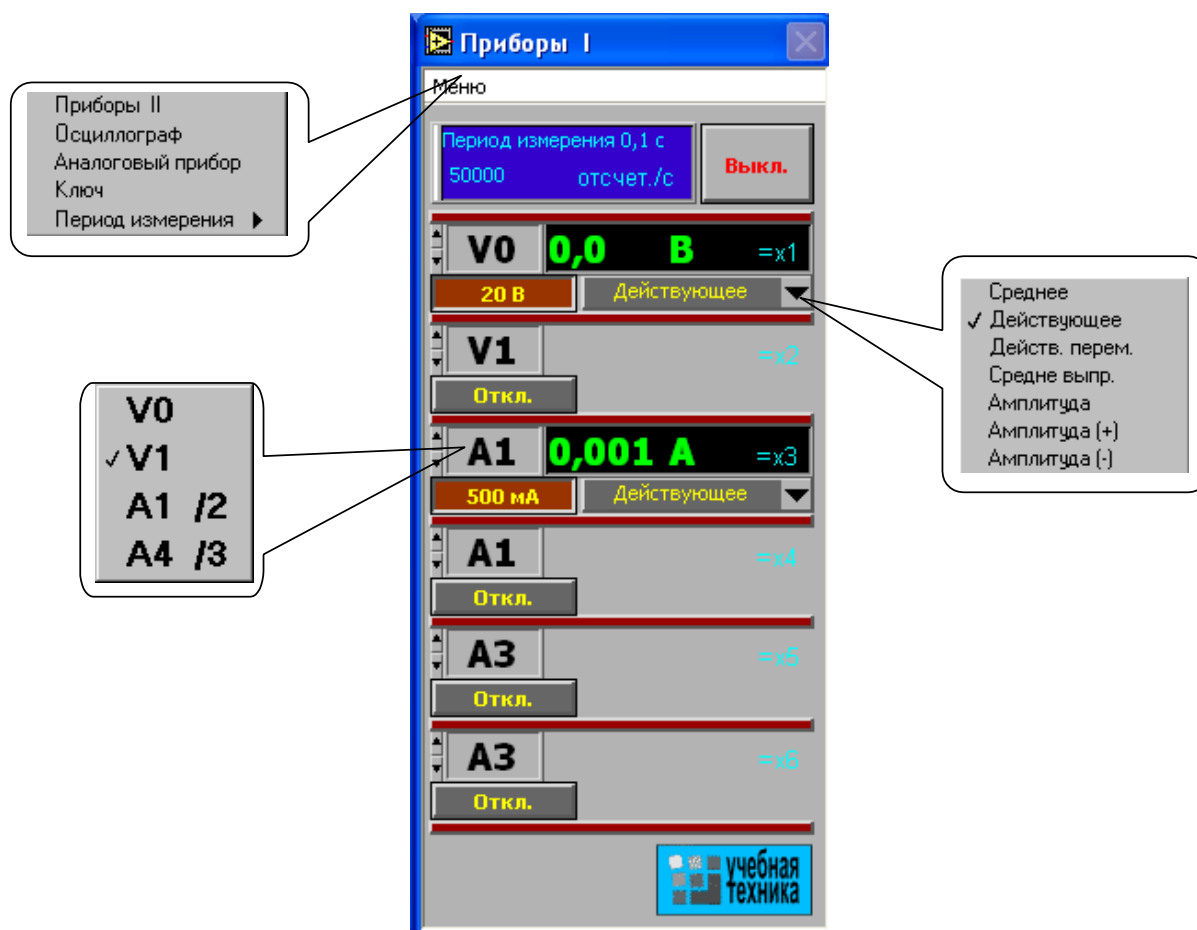 Приборы I
Меню
Приборы II
Осциллограф
Аналоговый прибор
Ключ
Период измерения
Период измерения 0,1 с
50000 отсчет./с
Выкл.
V0 0,0 В =x1
20 В Действующее
V1 =x2
Откл.
A1 0,001 А =x3
500 мА Действующее
A1 =x4
Откл.
A3 =x5
Откл.
A3 =x6
Откл.
учебная
техника
V0
✓ V1
A1 /2
A4 /3
Среднее
✓ Действующее
Действ. перем.
Средне выпр.
Амплитуда
Амплитуда (+)
Амплитуда (-)